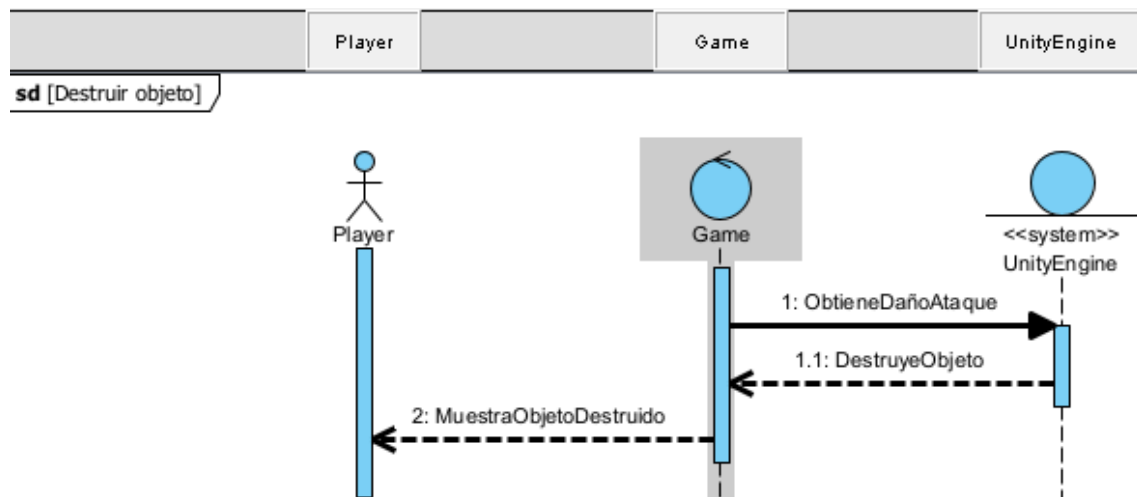 Player
Game
UnityEngine
sd [Destruir objeto]
Player
Game
<<system>>
UnityEngine
1: ObtieneDañoAtaque
1.1: DestruyeObjeto
2: MuestraObjetoDestruido